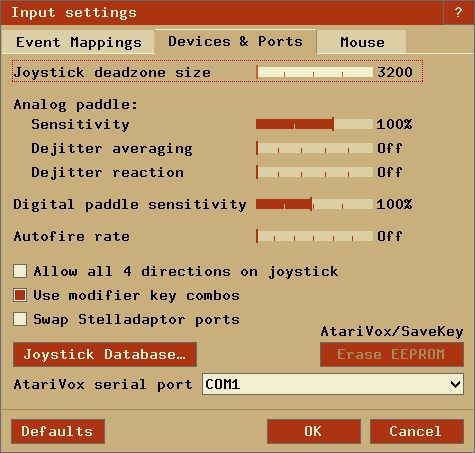 Input settings ?
Event Mappings Devices & Ports Mouse
Joystick deadzone size 3200
Analog paddle:
Sensitivity 100%
Dejitter averaging Off
Dejitter reaction Off
Digital paddle sensitivity 100%
Autofire rate Off
Allow all 4 directions on joystick
Use modifier key combos
Swap Stelladaptor ports
AtariVox/SaveKey
Joystick Database… Erase EEPROM
AtariVox serial port COM1
Defaults OK Cancel